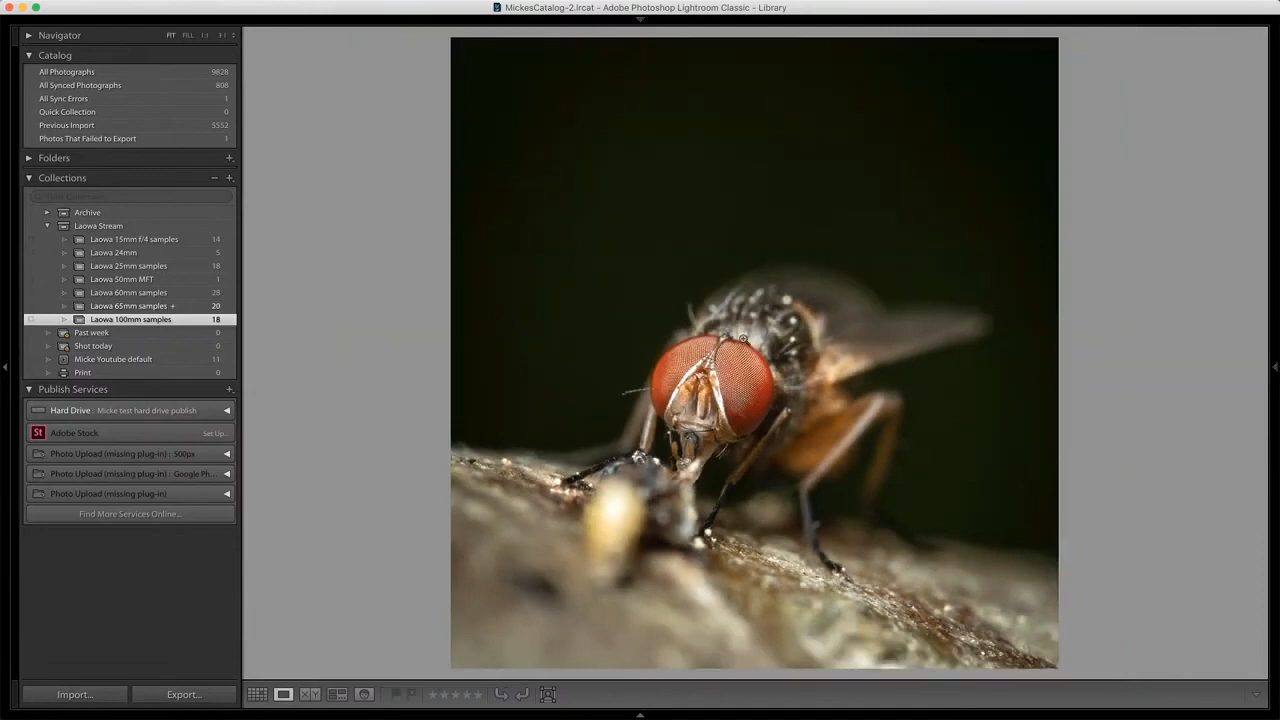 MickesCatalog-2.lrcat - Adobe Photoshop Lightroom Classic - Library
Navigator FIT FILL 1:1 3:1
Catalog
All Photographs 9828
All Synced Photographs 808
All Sync Errors 1
Quick Collection 0
Previous Import 5552
Photos That Failed to Export 1
Folders
Collections
Archive
Laowa Stream
Laowa 15mm f/4 samples 14
Laowa 24mm 5
Laowa 25mm samples 18
Laowa 50mm MFT 1
Laowa 60mm samples 28
Laowa 65mm samples + 20
Laowa 100mm samples 18
Past week 0
Shot today 0
Micke Youtube default 11
Print 0
Publish Services
Hard Drive : Micke test hard drive publish
St Adobe Stock Set Up...
Photo Upload (missing plug-in) : 500px
Photo Upload (missing plug-in) : Google Ph...
Photo Upload (missing plug-in)
Find More Services Online...
Import... Export...
XY